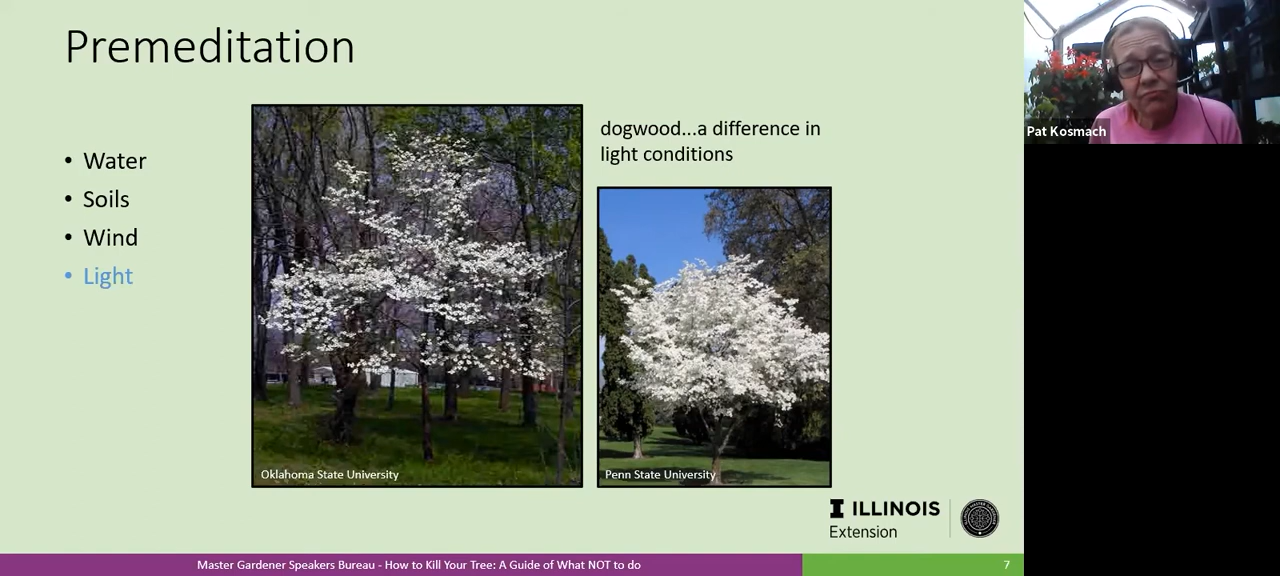 Premeditation
• Water
• Soils
• Wind
• Light
dogwood...a difference in
light conditions
Oklahoma State University
Penn State University
Pat Kosmach
I ILLINOIS
Extension
Master Gardener Speakers Bureau - How to Kill Your Tree: A Guide of What NOT to do
7